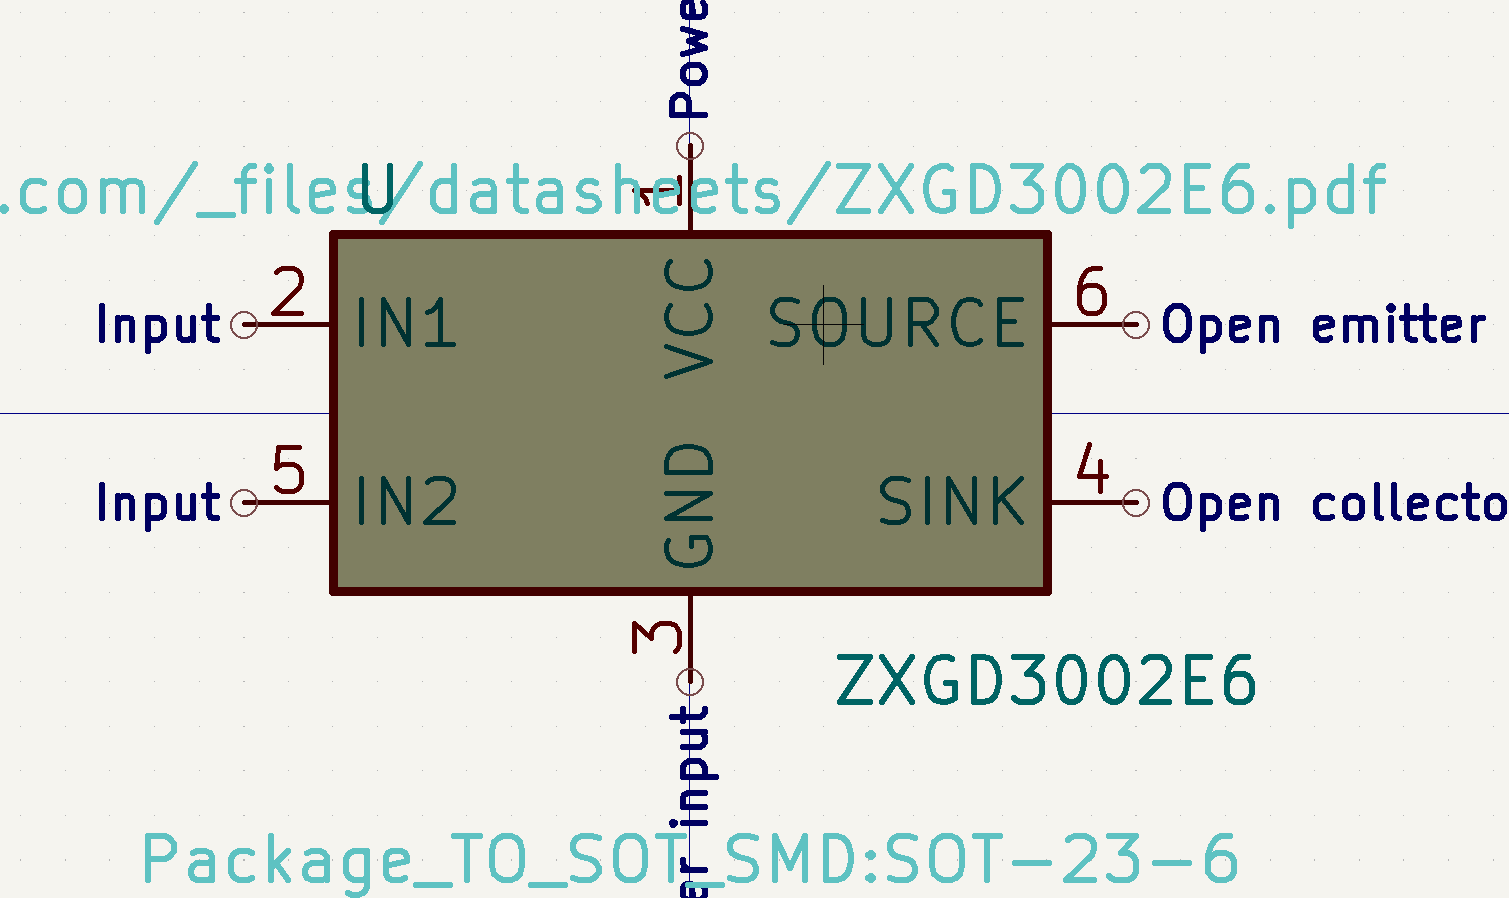 Powe
.com/_files/datasheets/ZXGD3002E6.pdf
U
1
2
6
Input
IN1
VCC
SOURCE
Open emitter
5
4
Input
IN2
GND
SINK
Open collecto
3
ZXGD3002E6
er input
Package_TO_SOT_SMD:SOT-23-6